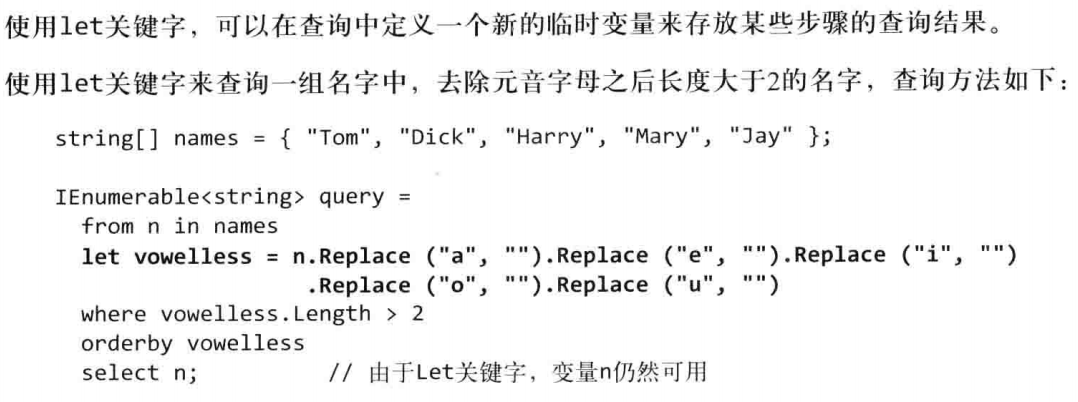 使用let关键字，可以在查询中定义一个新的临时变量来存放某些步骤的查询结果。
使用let关键字来查询一组名字中，去除元音字母之后长度大于2的名字，查询方法如下：
string[] names = { "Tom", "Dick", "Harry", "Mary", "Jay" };
IEnumerable<string> query =
from n in names
let vowelless = n.Replace ("a", "").Replace ("e", "").Replace ("i", "")
.Replace ("o", "").Replace ("u", "")
where vowelless.Length > 2
orderby vowelless
select n; // 由于Let关键字，变量n仍然可用